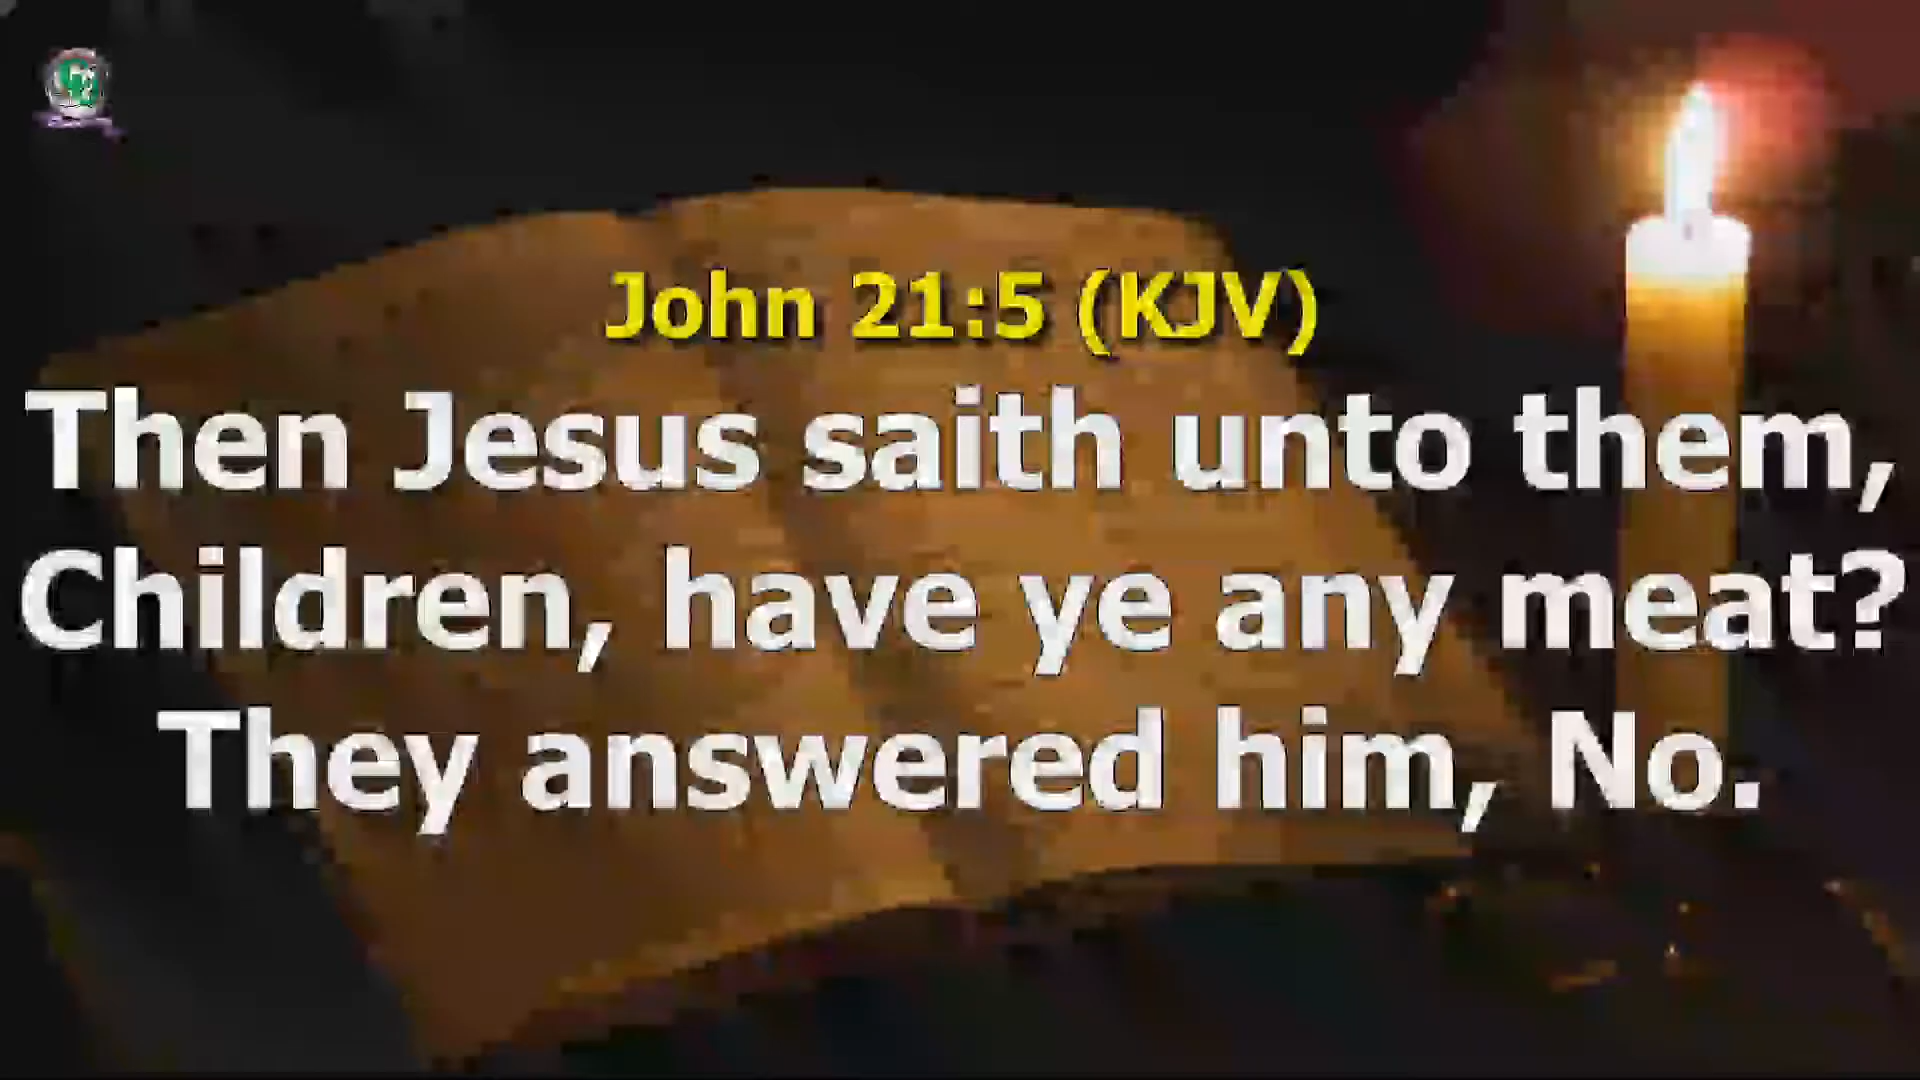 John 21:5 (KJV)
Then Jesus saith unto them,
Children, have ye any meat?
They answered him, No.